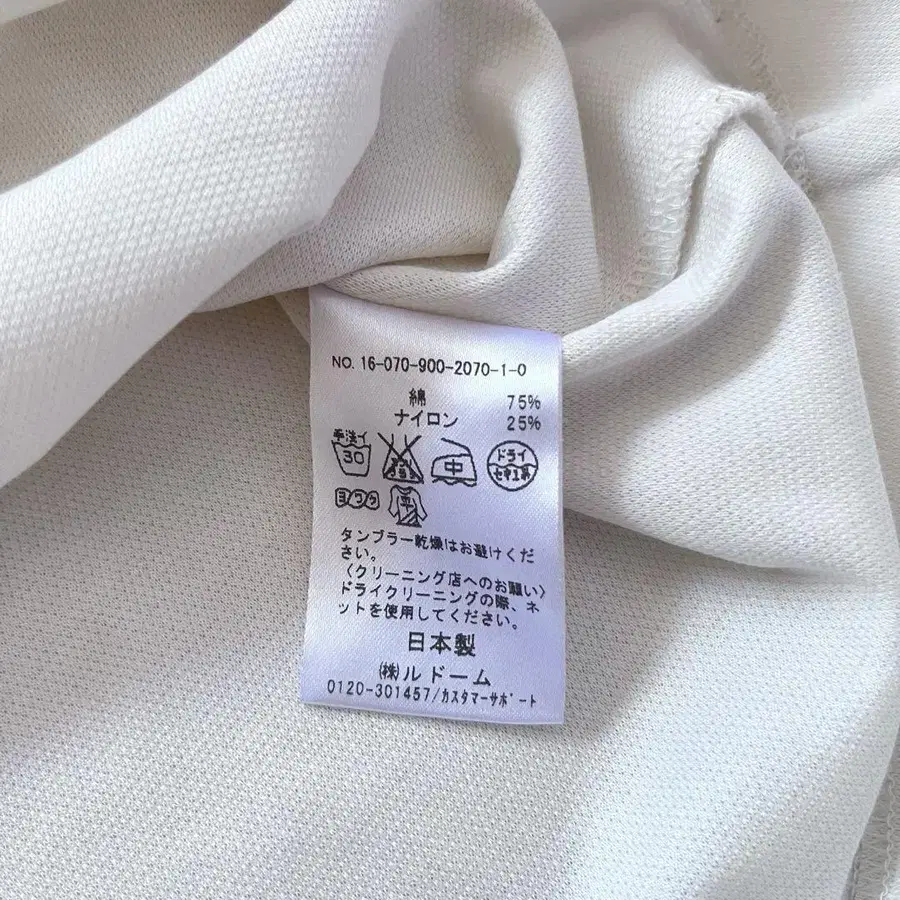 NO. 16-070-900-2070-1-0
綿 75%
ナイロン 25%
手洗イ
30
中
ドライ
セキユ系
ヨワク
平
タンブラー乾燥はお避けくだ
さい。
〈クリーニング店へのお願い〉
ドライクリーニングの際、ネ
ットを使用してください。
日本製
㈱ルドーム
0120-301457/カスタマーサポート